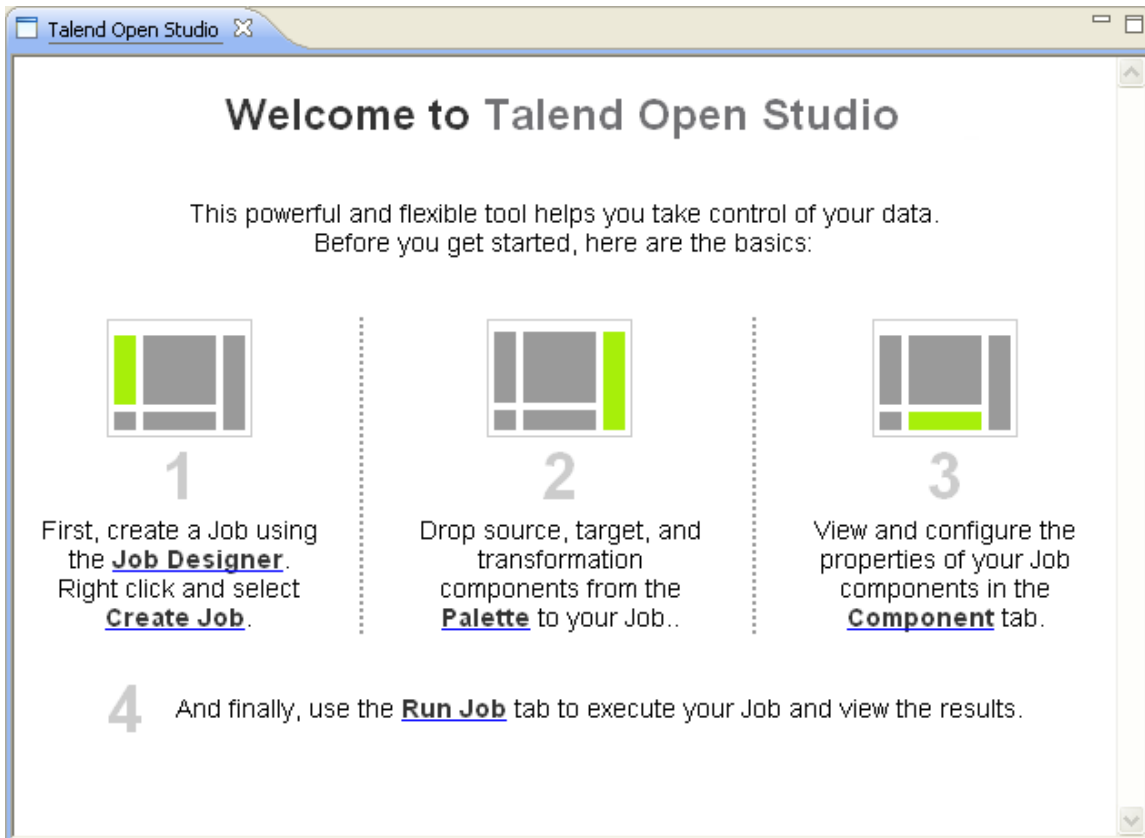 Talend Open Studio
Welcome to Talend Open Studio
This powerful and flexible tool helps you take control of your data.
Before you get started, here are the basics:
1
First, create a Job using
the Job Designer.
Right click and select
Create Job.
2
Drop source, target, and
transformation
components from the
Palette to your Job..
3
View and configure the
properties of your Job
components in the
Component tab.
4 And finally, use the Run Job tab to execute your Job and view the results.